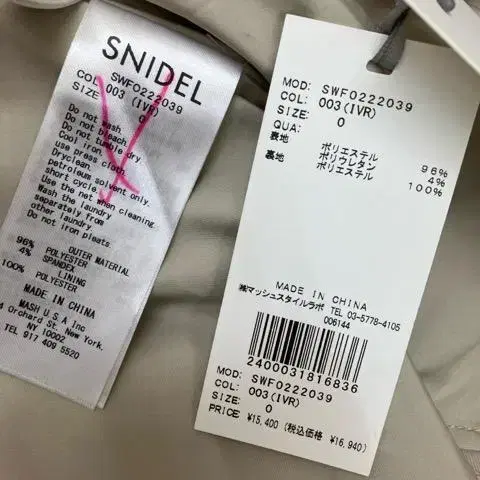 SNIDEL
COL: SWF0222039
SIZE: 003(IVR)
0
Do not wash
Do not bleach
Do not tumble dry
Cool iron.
use press cloth
Dryclean.
petroleum solvent only.
short cycle.
Use the net when cleaning.
Wash the laundry
separately from
other laundry.
Do not iron pleats.
OUTER MATERIAL
96% POLYESTER
4% SPANDEX
LINING
100% POLYESTER
MADE IN CHINA
MASH U.S.A Inc
4 Orchard St. New York.
NY 10002
TEL 917 409 5520
MOD: SWF0222039
COL: 003(IVR)
SIZE: 0
QUA:
表地 ポリエステル 96%
ポリウレタン 4%
裏地 ポリエステル 100%
MADE IN CHINA
㈱マッシュスタイルラボ TEL 03-5778-4105
006144
2400031816836
MOD: SWF0222039
COL: 003(IVR)
SIZE: 0
PRICE: ¥15,400 (税込価格 ¥16,940)